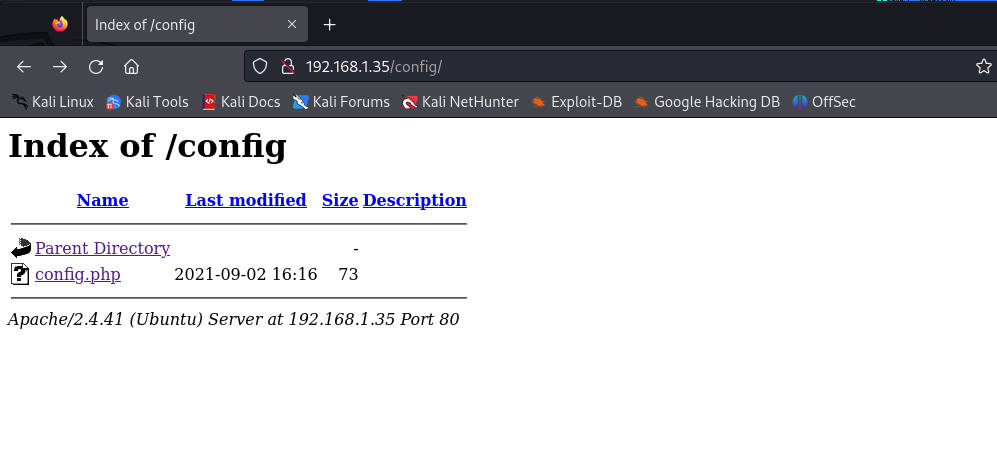 Index of /config
192.168.1.35/config/
Kali Linux Kali Tools Kali Docs Kali Forums Kali NetHunter Exploit-DB Google Hacking DB OffSec
Index of /config
Name Last modified Size Description
Parent Directory -
config.php 2021-09-02 16:16 73
Apache/2.4.41 (Ubuntu) Server at 192.168.1.35 Port 80